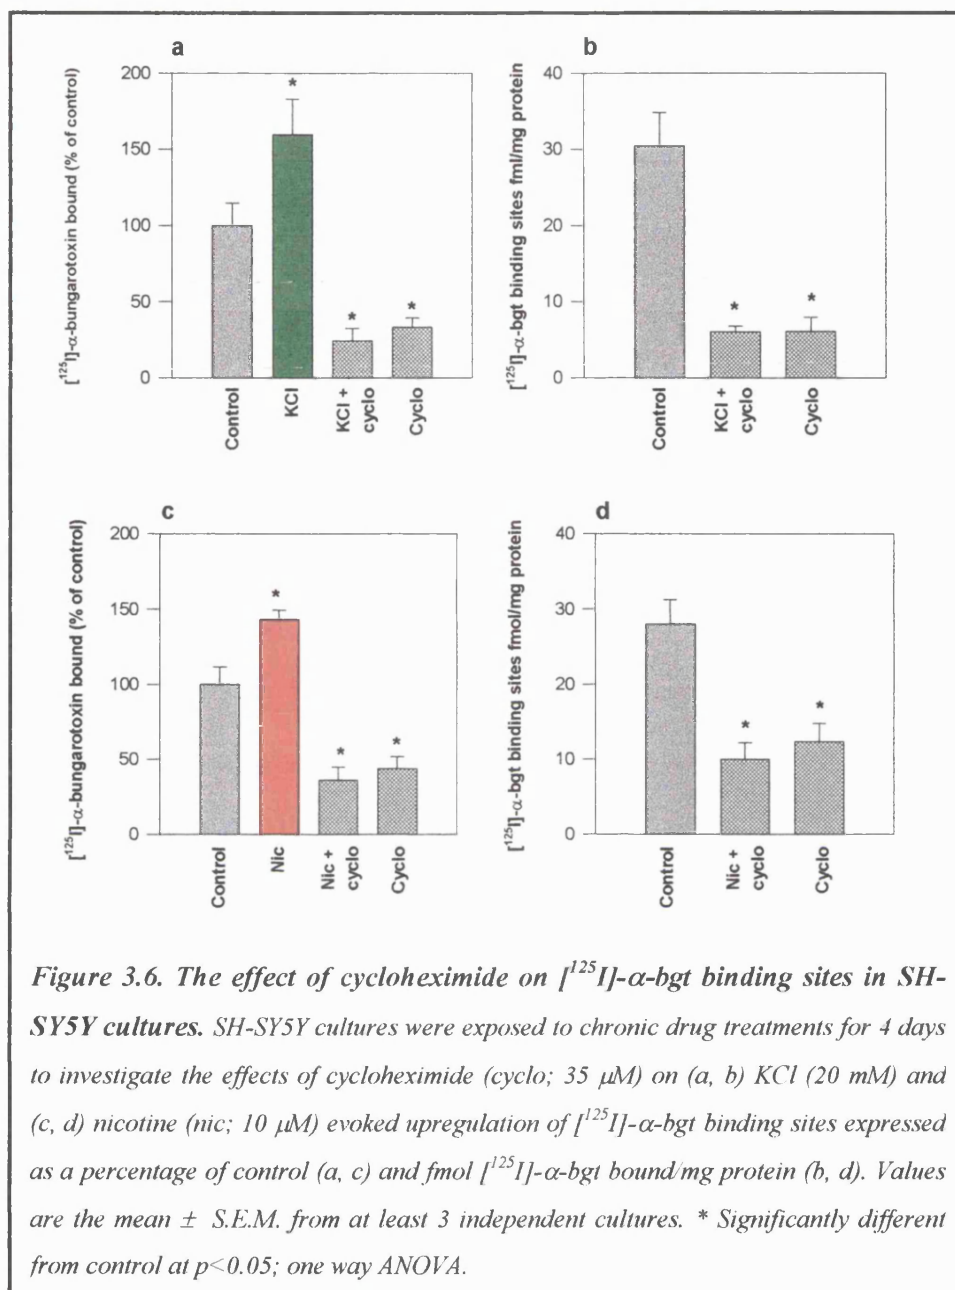 a
[¹²⁵I]-α-bungarotoxin bound (% of control)
200
150
100
50
0
*
*
*
Control
KCl
KCl +
cyclo
Cyclo
b
[¹²⁵I]-α-bgt binding sites fml/mg protein
40
30
20
10
0
*
*
Control
KCl +
cyclo
Cyclo
c
[¹²⁵I]-α-bungarotoxin bound (% of control)
200
150
100
50
0
*
*
*
Control
Nic
Nic +
cyclo
Cyclo
d
[¹²⁵I]-α-bgt binding sites fmol/mg protein
40
30
20
10
0
*
*
Control
Nic +
cyclo
Cyclo
Figure 3.6. The effect of cycloheximide on [¹²⁵I]-α-bgt binding sites in SH-
SY5Y cultures. SH-SY5Y cultures were exposed to chronic drug treatments for 4 days
to investigate the effects of cycloheximide (cyclo; 35 μM) on (a, b) KCl (20 mM) and
(c, d) nicotine (nic; 10 μM) evoked upregulation of [¹²⁵I]-α-bgt binding sites expressed
as a percentage of control (a, c) and fmol [¹²⁵I]-α-bgt bound/mg protein (b, d). Values
are the mean ± S.E.M. from at least 3 independent cultures. * Significantly different
from control at p<0.05; one way ANOVA.